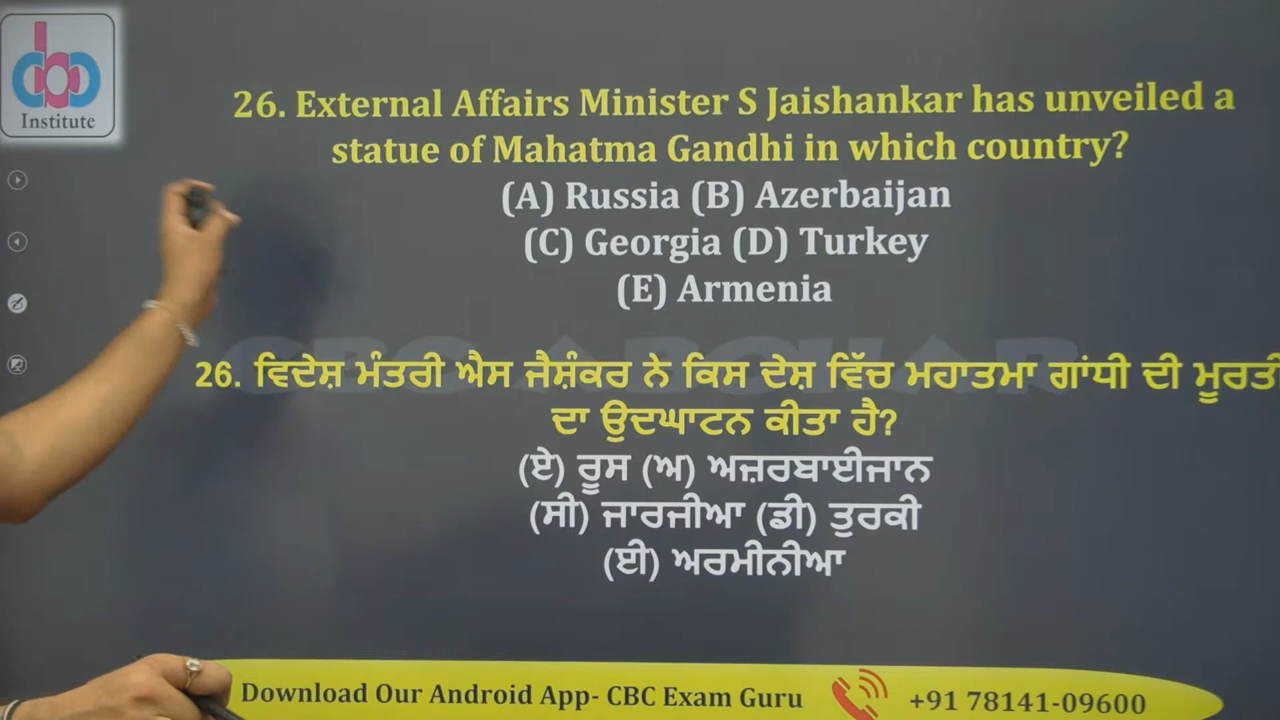 Institute
26. External Affairs Minister S Jaishankar has unveiled a
statue of Mahatma Gandhi in which country?
(A) Russia (B) Azerbaijan
(C) Georgia (D) Turkey
(E) Armenia
CBC ABOHAR
26. ਵਿਦੇਸ਼ ਮੰਤਰੀ ਐਸ ਜੈਸ਼ੰਕਰ ਨੇ ਕਿਸ ਦੇਸ਼ ਵਿੱਚ ਮਹਾਤਮਾ ਗਾਂਧੀ ਦੀ ਮੂਰਤੀ
ਦਾ ਉਦਘਾਟਨ ਕੀਤਾ ਹੈ?
(ਏ) ਰੂਸ (ਅ) ਅਜ਼ਰਬਾਈਜਾਨ
(ਸੀ) ਜਾਰਜੀਆ (ਡੀ) ਤੁਰਕੀ
(ਈ) ਅਰਮੀਨੀਆ
Download Our Android App- CBC Exam Guru
+91 78141-09600